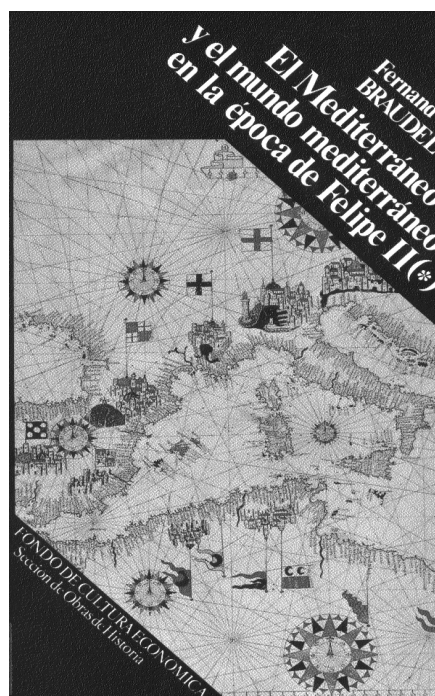 Fernand
BRAUDEL
El Mediterráneo
y el mundo mediterráneo
en la época de Felipe II (*)
FONDO DE CULTURA ECONOMICA
Sección de Obras de Historia